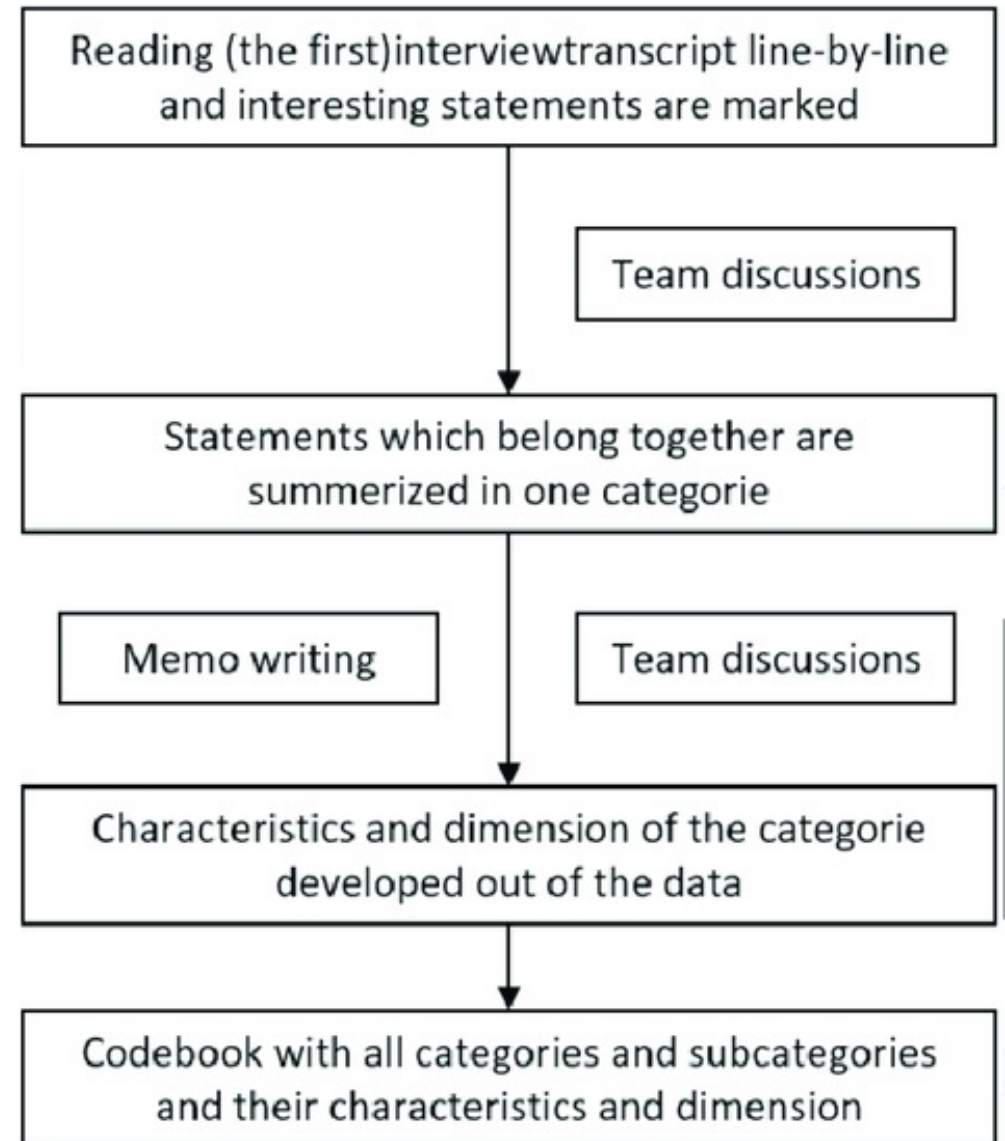 Reading (the first)interviewtranscript line-by-line
and interesting statements are marked
Team discussions
Statements which belong together are
summerized in one categorie
Memo writing
Team discussions
Characteristics and dimension of the categorie
developed out of the data
Codebook with all categories and subcategories
and their characteristics and dimension